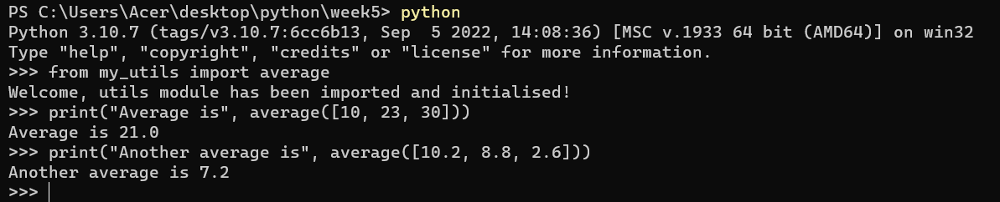 PS C:\Users\Acer\desktop\python\week5> python
Python 3.10.7 (tags/v3.10.7:6cc6b13, Sep  5 2022, 14:08:36) [MSC v.1933 64 bit (AMD64)] on win32
Type "help", "copyright", "credits" or "license" for more information.
>>> from my_utils import average
Welcome, utils module has been imported and initialised!
>>> print("Average is", average([10, 23, 30]))
Average is 21.0
>>> print("Another average is", average([10.2, 8.8, 2.6]))
Another average is 7.2
>>>